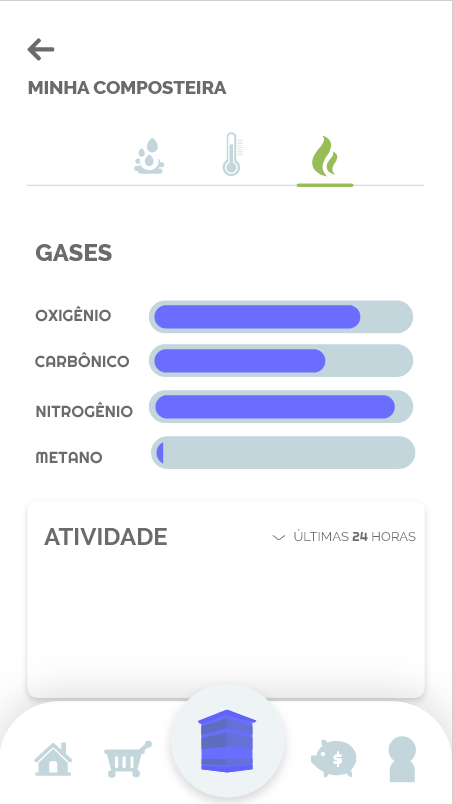 MINHA COMPOSTEIRA
GASES
OXIGÊNIO
CARBÔNICO
NITROGÊNIO
METANO
ATIVIDADE
ÚLTIMAS 24 HORAS
$